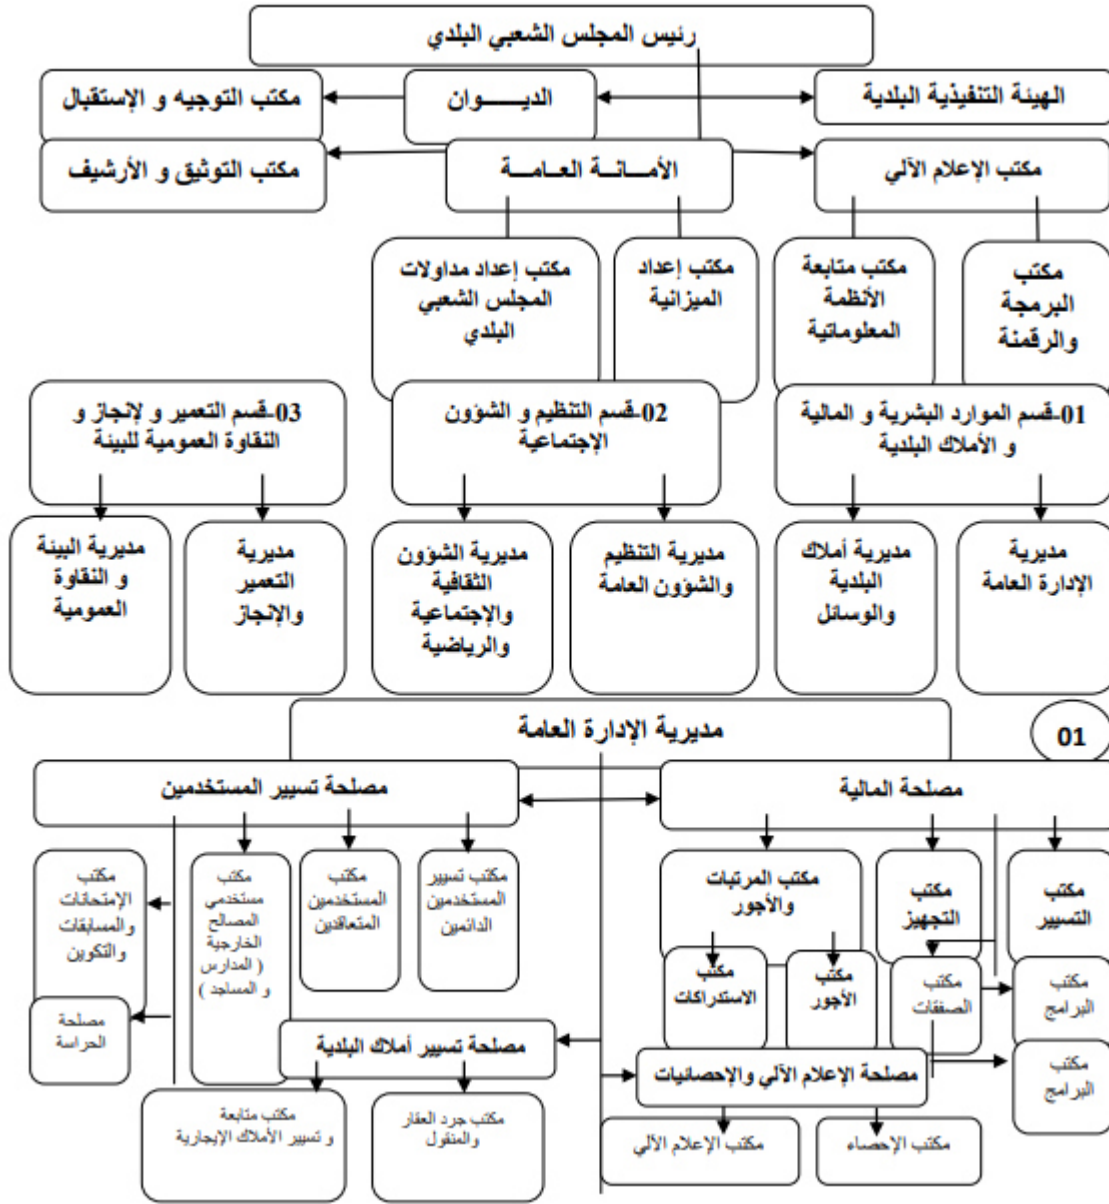 رئيس المجلس الشعبي البلدي
الهيئة التنفيذية البلدية
الديـــــوان
مكتب التوجيه و الإستقبال
مكتب الإعلام الآلي
الأمـــانــة العـامـــة
مكتب التوثيق و الأرشيف
مكتب
البرمجة
والرقمنة
مكتب متابعة
الأنظمة
المعلوماتية
مكتب إعداد
الميزانية
مكتب إعداد مداولات
المجلس الشعبي
البلدي
01-قسم الموارد البشرية و المالية
و الأملاك البلدية
02-قسم التنظيم و الشؤون
الإجتماعية
03-قسم التعمير و لإنجاز و
النقاوة العمومية للبيئة
مديرية
الإدارة العامة
مديرية أملاك
البلدية
والوسائل
مديرية التنظيم
والشؤون العامة
مديرية الشؤون
الثقافية
والإجتماعية
والرياضية
مديرية
التعمير
والإنجاز
مديرية البيئة
و النقاوة
العمومية
01
مديرية الإدارة العامة
مصلحة المالية
مصلحة تسيير المستخدمين
مكتب
التسيير
مكتب
التجهيز
مكتب المرتبات
والأجور
مكتب تسيير
المستخدمين
الدائمين
مكتب
المستخدمين
المتعاقدين
مكتب
مستخدمي
المصالح
الخارجية
( المدارس
و المساجد )
مكتب
الإمتحانات
والمسابقات
والتكوين
مكتب
البرامج
مكتب
الصفقات
مكتب
الأجور
مكتب
الاستدراكات
مصلحة
الحراسة
مصلحة تسيير أملاك البلدية
مكتب
البرامج
مصلحة الإعلام الآلي والإحصائيات
مكتب جرد العقار
والمنقول
مكتب متابعة
و تسيير الأملاك الإيجارية
مكتب الإحصاء
مكتب الإعلام الآلي